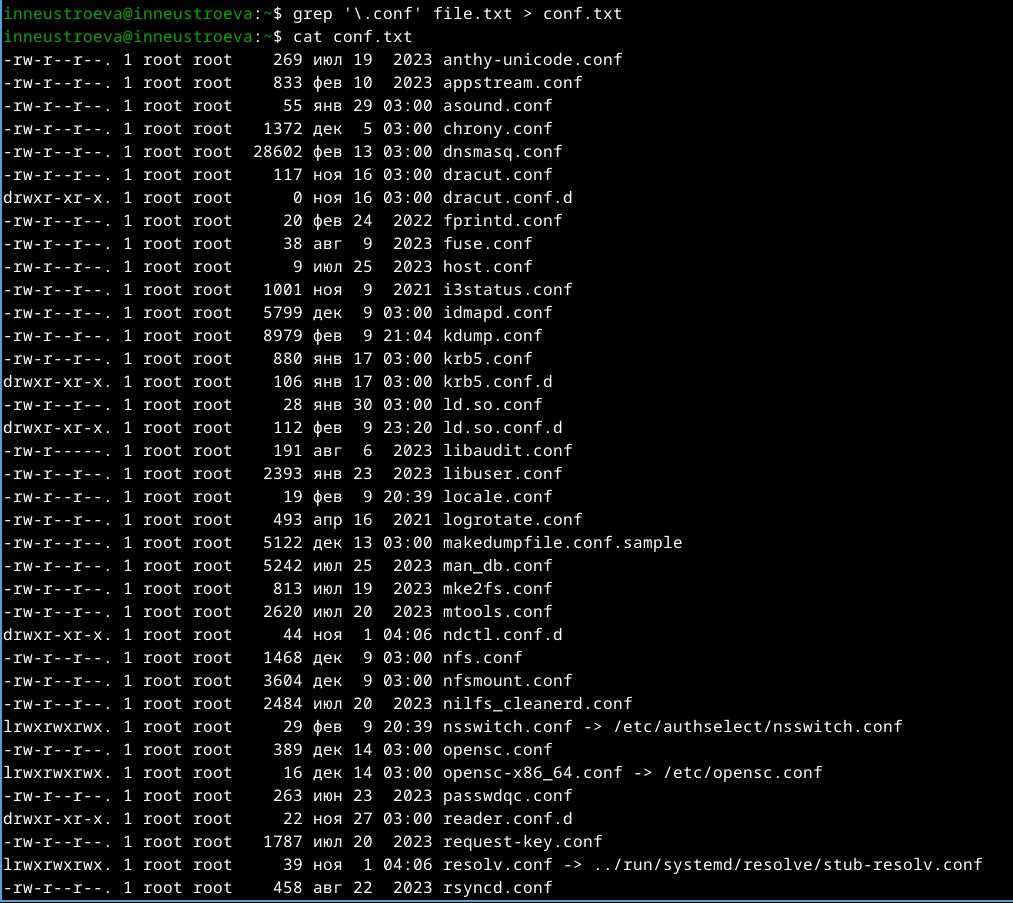 inneustroeva@inneustroeva:~$ grep '\.conf' file.txt > conf.txt
inneustroeva@inneustroeva:~$ cat conf.txt
-rw-r--r--. 1 root root    269 июл 19  2023 anthy-unicode.conf
-rw-r--r--. 1 root root    833 фев 10  2023 appstream.conf
-rw-r--r--. 1 root root     55 янв 29 03:00 asound.conf
-rw-r--r--. 1 root root   1372 дек  5 03:00 chrony.conf
-rw-r--r--. 1 root root  28602 фев 13 03:00 dnsmasq.conf
-rw-r--r--. 1 root root    117 ноя 16 03:00 dracut.conf
drwxr-xr-x. 1 root root      0 ноя 16 03:00 dracut.conf.d
-rw-r--r--. 1 root root     20 фев 24  2022 fprintd.conf
-rw-r--r--. 1 root root     38 авг  9  2023 fuse.conf
-rw-r--r--. 1 root root      9 июл 25  2023 host.conf
-rw-r--r--. 1 root root   1001 ноя  9  2021 i3status.conf
-rw-r--r--. 1 root root   5799 дек  9 03:00 idmapd.conf
-rw-r--r--. 1 root root   8979 фев  9 21:04 kdump.conf
-rw-r--r--. 1 root root    880 янв 17 03:00 krb5.conf
drwxr-xr-x. 1 root root    106 янв 17 03:00 krb5.conf.d
-rw-r--r--. 1 root root     28 янв 30 03:00 ld.so.conf
drwxr-xr-x. 1 root root    112 фев  9 23:20 ld.so.conf.d
-rw-r-----. 1 root root    191 авг  6  2023 libaudit.conf
-rw-r--r--. 1 root root   2393 янв 23  2023 libuser.conf
-rw-r--r--. 1 root root     19 фев  9 20:39 locale.conf
-rw-r--r--. 1 root root    493 апр 16  2021 logrotate.conf
-rw-r--r--. 1 root root   5122 дек 13 03:00 makedumpfile.conf.sample
-rw-r--r--. 1 root root   5242 июл 25  2023 man_db.conf
-rw-r--r--. 1 root root    813 июл 19  2023 mke2fs.conf
-rw-r--r--. 1 root root   2620 июл 20  2023 mtools.conf
drwxr-xr-x. 1 root root     44 ноя  1 04:06 ndctl.conf.d
-rw-r--r--. 1 root root   1468 дек  9 03:00 nfs.conf
-rw-r--r--. 1 root root   3604 дек  9 03:00 nfsmount.conf
-rw-r--r--. 1 root root   2484 июл 20  2023 nilfs_cleanerd.conf
lrwxrwxrwx. 1 root root     29 фев  9 20:39 nsswitch.conf -> /etc/authselect/nsswitch.conf
-rw-r--r--. 1 root root    389 дек 14 03:00 opensc.conf
lrwxrwxrwx. 1 root root     16 дек 14 03:00 opensc-x86_64.conf -> /etc/opensc.conf
-rw-r--r--. 1 root root    263 июн 23  2023 passwdqc.conf
drwxr-xr-x. 1 root root     22 ноя 27 03:00 reader.conf.d
-rw-r--r--. 1 root root   1787 июл 20  2023 request-key.conf
lrwxrwxrwx. 1 root root     39 ноя  1 04:06 resolv.conf -> ../run/systemd/resolve/stub-resolv.conf
-rw-r--r--. 1 root root    458 авг 22  2023 rsyncd.conf